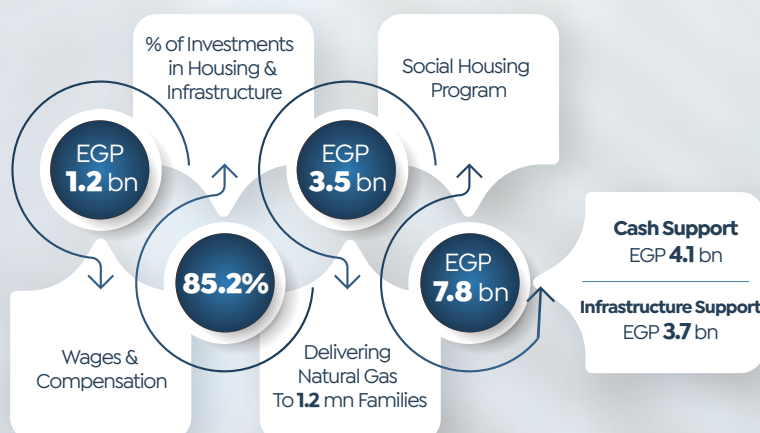 % of Investments
in Housing &
Infrastructure
Social Housing
Program
EGP
1.2 bn
EGP
3.5 bn
85.2%
EGP
7.8 bn
Cash Support
EGP 4.1 bn
Infrastructure Support
EGP 3.7 bn
Wages &
Compensation
Delivering
Natural Gas
To 1.2 mn Families